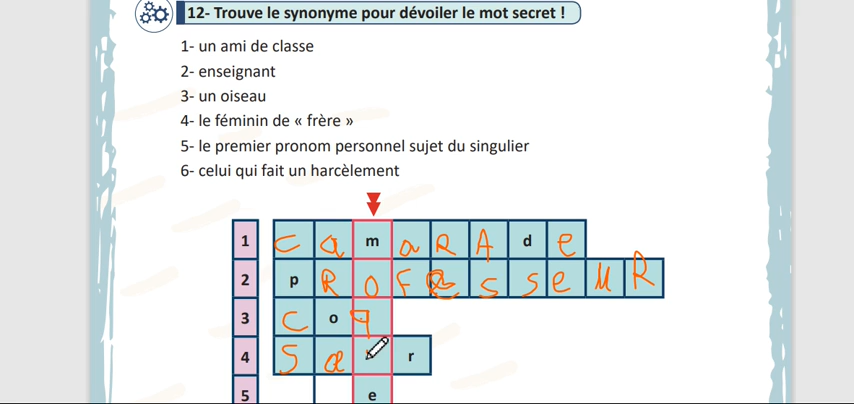 12- Trouve le synonyme pour dévoiler le mot secret !
1- un ami de classe
2- enseignant
3- un oiseau
4- le féminin de « frère »
5- le premier pronom personnel sujet du singulier
6- celui qui fait un harcèlement
1 C a m a R A d e
2 p R O F E s s e u R
3 C o q
4 S œ r
5 e